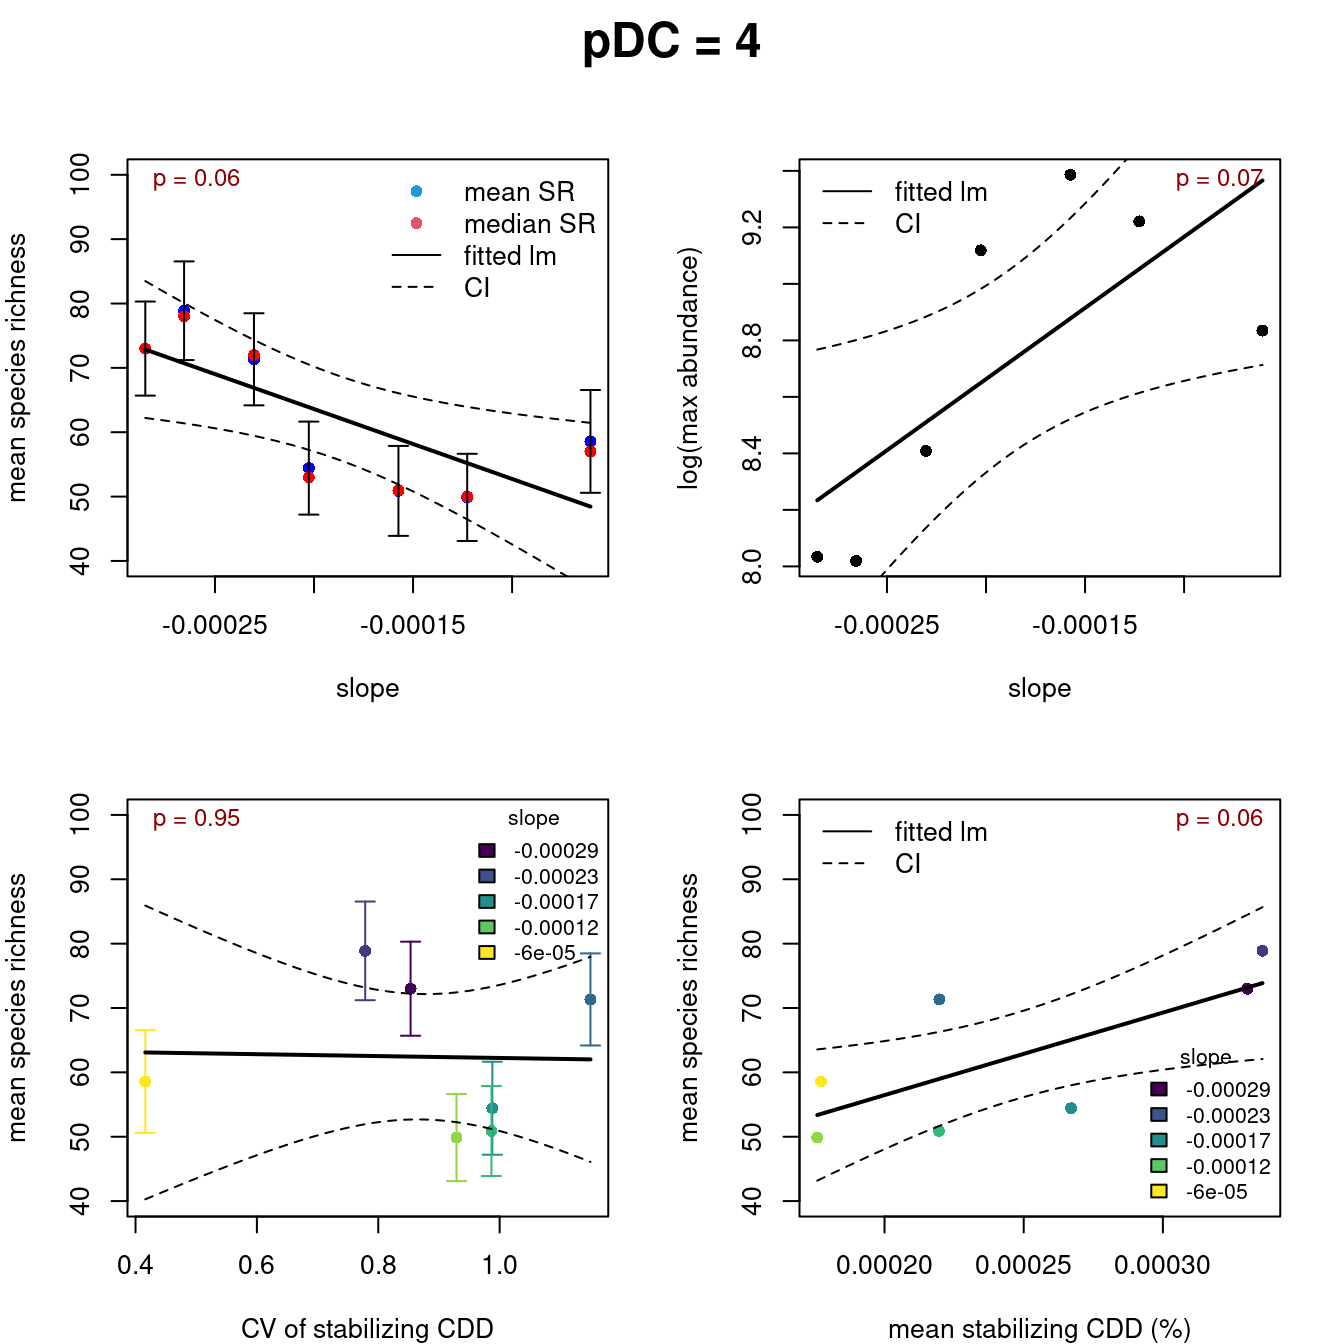 pDC = 4
mean species richness
100
90
80
70
60
50
40
p = 0.06
mean SR
median SR
fitted lm
CI
-0.00025
-0.00015
slope
log(max abundance)
9.2
8.8
8.4
8.0
fitted lm
CI
p = 0.07
-0.00025
-0.00015
slope
mean species richness
100
90
80
70
60
50
40
p = 0.95
slope
-0.00029
-0.00023
-0.00017
-0.00012
-6e-05
0.4
0.6
0.8
1.0
CV of stabilizing CDD
mean species richness
100
90
80
70
60
50
40
fitted lm
CI
p = 0.06
slope
-0.00029
-0.00023
-0.00017
-0.00012
-6e-05
0.00020
0.00025
0.00030
mean stabilizing CDD (%)